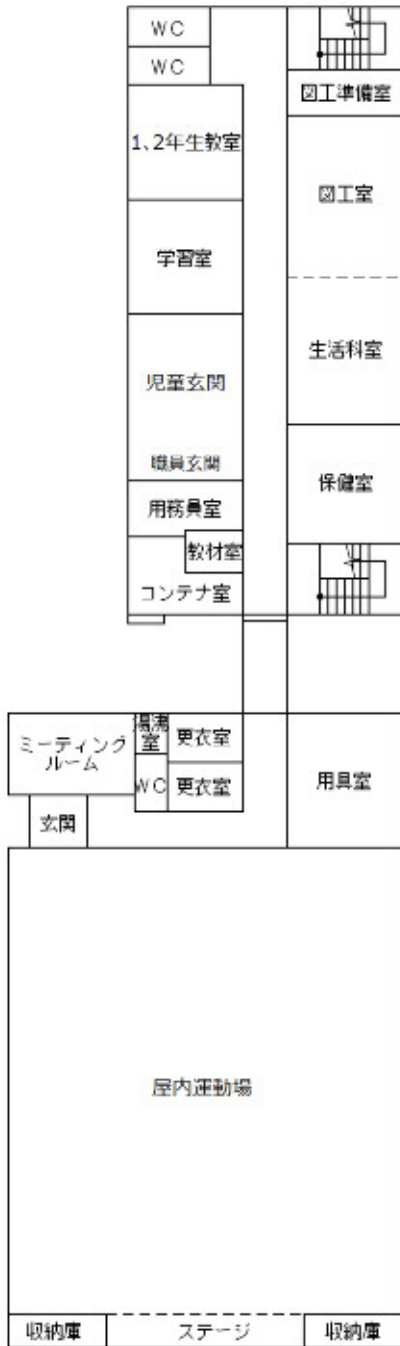 WC
WC
図工準備室
1、2年生教室
図工室
学習室
生活科室
児童玄関
職員玄関
保健室
用務員室
教材室
コンテナ室
湯沸
室
更衣室
ミーティング
ルーム
WC
更衣室
用具室
玄関
屋内運動場
収納庫
ステージ
収納庫